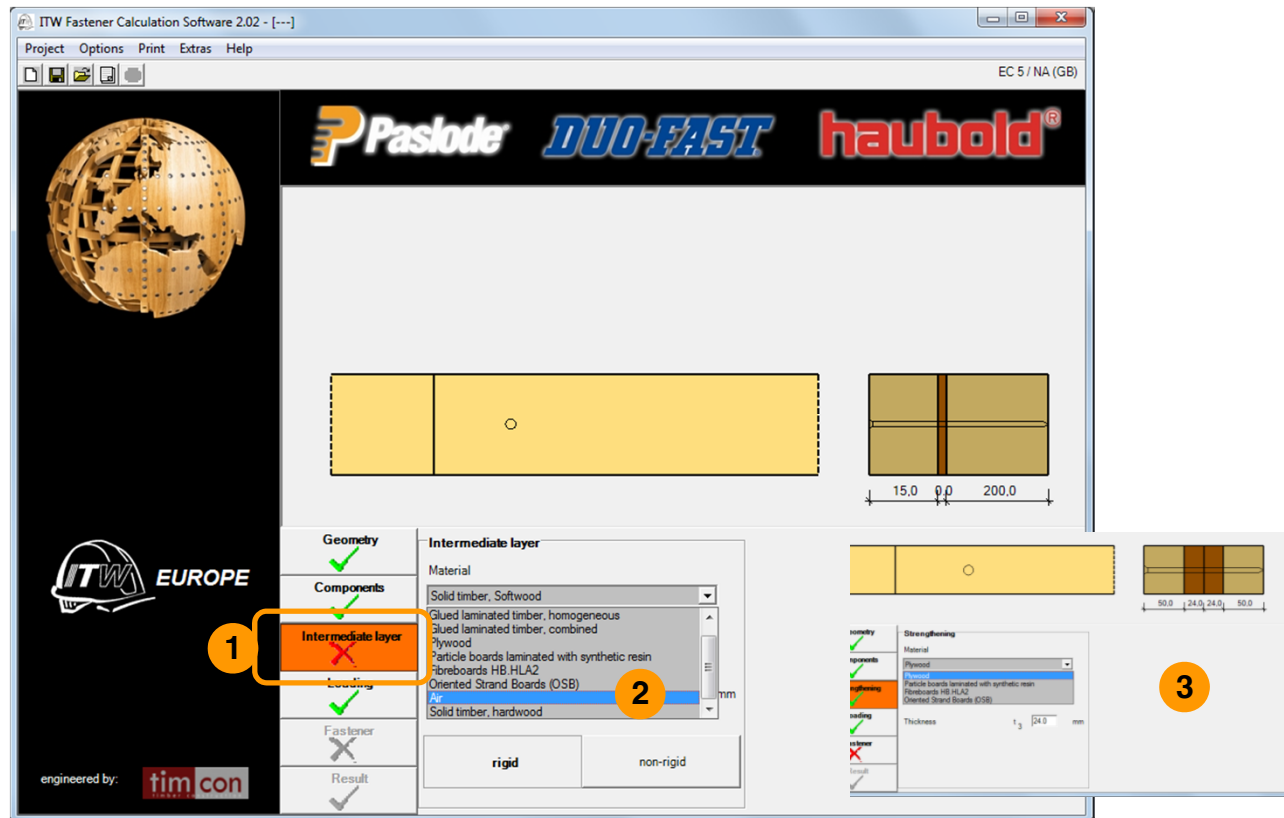 ITW Fastener Calculation Software 2.02 - [---]
Project Options Print Extras Help
EC 5 / NA (GB)
Paslode DUO-FAST haubold®
15,0 0,0 200,0
ITW EUROPE
engineered by: tim con
Geometry
Components
Intermediate layer
Loading
Fastener
Result
1
Intermediate layer
Material
Solid timber, Softwood
Glued laminated timber, homogeneous
Glued laminated timber, combined
Plywood
Particle boards laminated with synthetic resin
Fibreboards HB.HLA2
Oriented Strand Boards (OSB)
Air
Solid timber, hardwood
2
mm
rigid non-rigid
50,0 24,0 24,0 50,0
Strengthening
Material
Plywood
Plywood
Particle boards laminated with synthetic resin
Fibreboards HB.HLA2
Oriented Strand Boards (OSB)
Thickness t3 24.0 mm
3